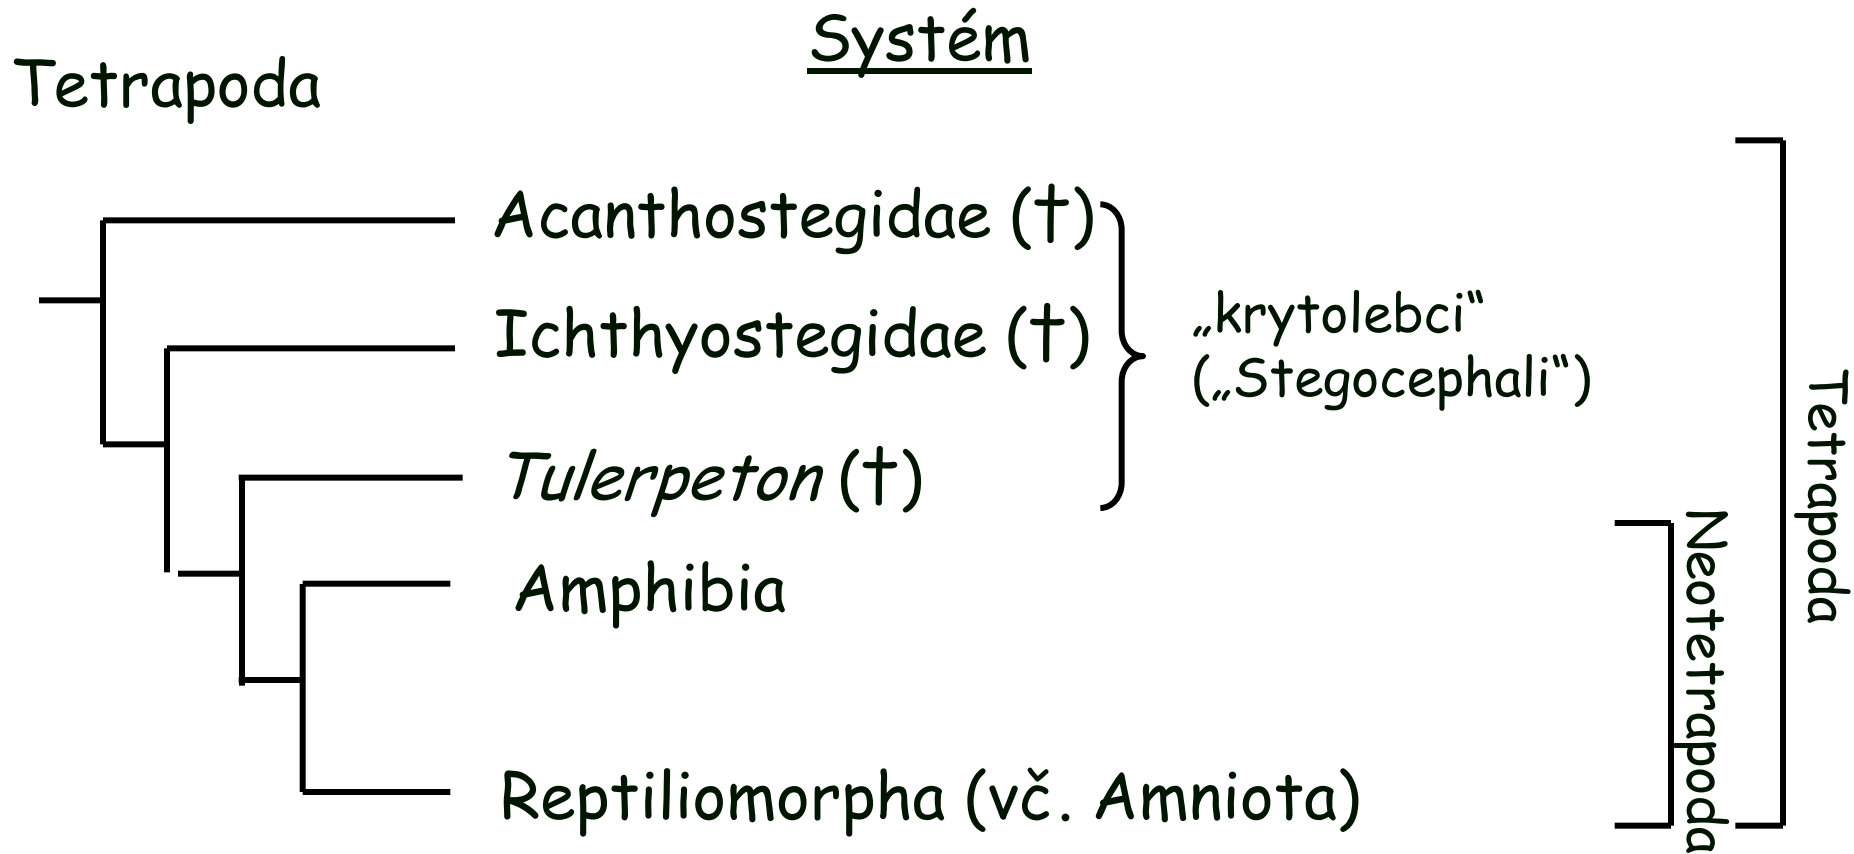 Systém
Tetrapoda
Acanthostegidae (†)
Ichthyostegidae (†)
„krytolebci“
(„Stegocephali“)
Tulerpeton (†)
Amphibia
Reptiliomorpha (vč. Amniota)
Neotetrapoda
Tetrapoda